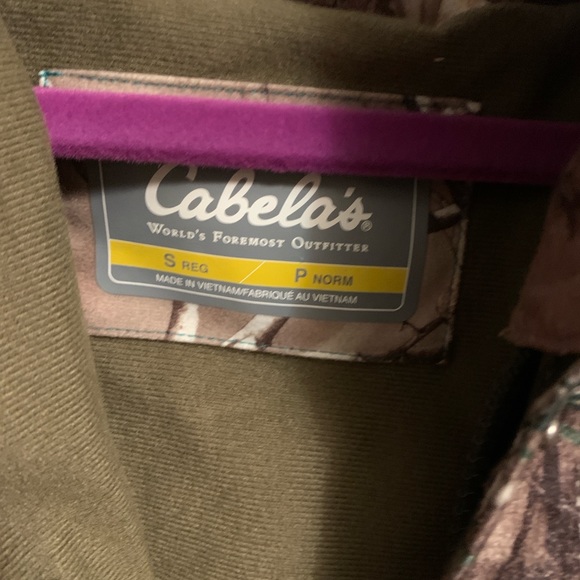 Cabela's®
WORLD'S FOREMOST OUTFITTER
S REG P NORM
MADE IN VIETNAM/FABRIQUÉ AU VIETNAM